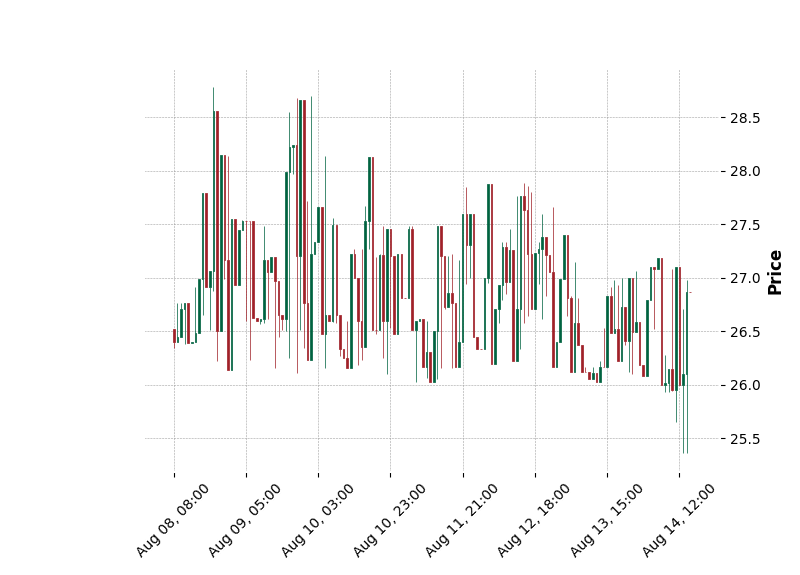 28.5
28.0
27.5
27.0
26.5
26.0
25.5
Price
Aug 08, 08:00
Aug 09, 05:00
Aug 10, 03:00
Aug 10, 23:00
Aug 11, 21:00
Aug 12, 18:00
Aug 13, 15:00
Aug 14, 12:00